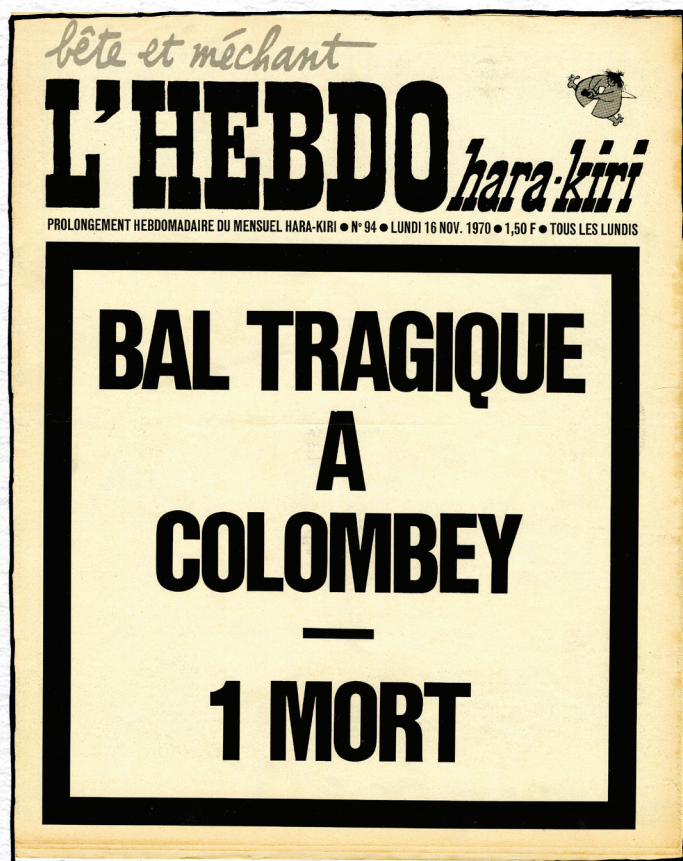 bête et méchant
L'HEBDO hara-kiri
PROLONGEMENT HEBDOMADAIRE DU MENSUEL HARA-KIRI ● N° 94 ● LUNDI 16 NOV. 1970 ● 1,50 F ● TOUS LES LUNDIS
BAL TRAGIQUE
A
COLOMBEY
—
1 MORT